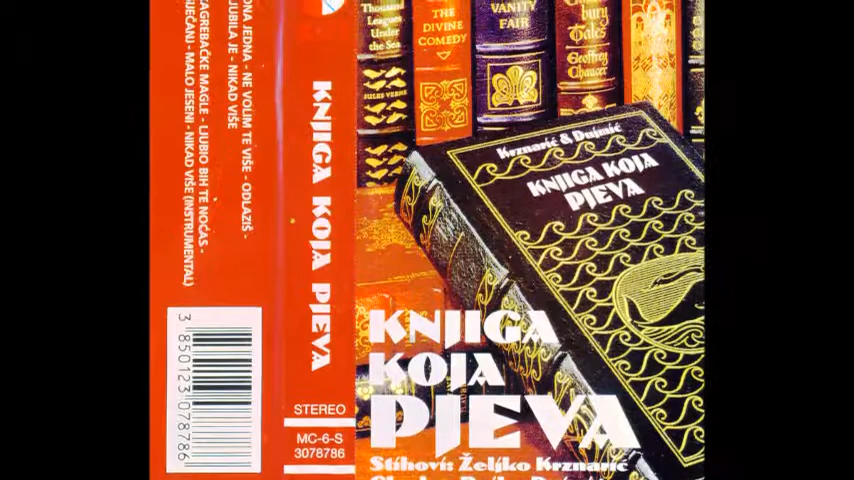 NA JEDNA - NE VOLIM TE VIŠE - ODLAZIŠ -
JUBILA JE - NIKAD VIŠE
ZAGREBAČKE MAGLE - LJUBIO BIH TE NOĆAS -
MALO JESENI - NIKAD VIŠE (INSTRUMENTAL)
3 850123 078786
KNJIGA KOJA PJEVA
STEREO
MC-6-S
3078786
Thousand
Leagues
Under
the Sea
JULES VERNE
THE
DIVINE
COMEDY
VANITY
FAIR
bury
Tales
Geoffrey
Chaucer
Krznarić & Dujmić
KNJIGA KOJA
PJEVA
KNJIGA
KOJA
PJEVA
Stihovi: Željko Krznarić